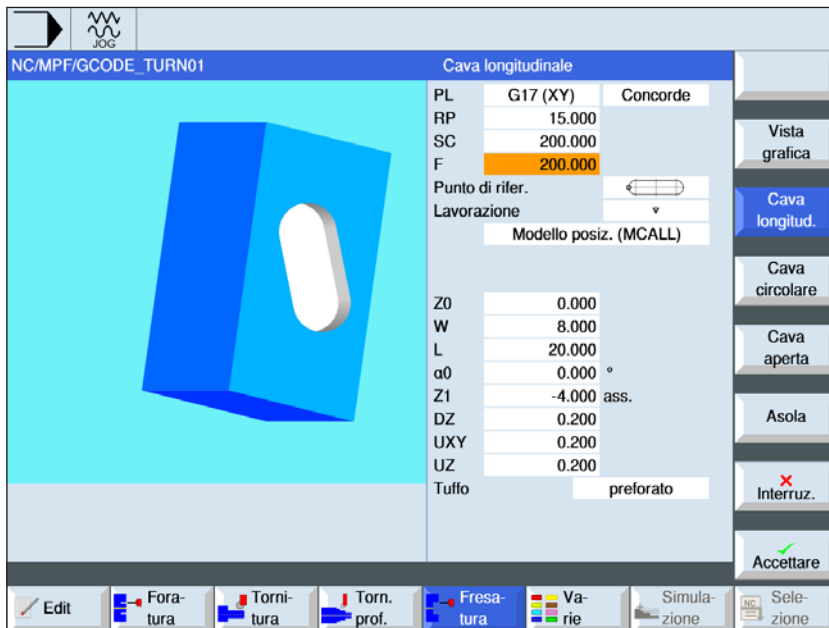 JOG
NC/MPF/GCODE_TURN01
Cava longitudinale
PL G17 (XY) Concorde
RP 15.000
SC 200.000
F 200.000
Punto di rifer.
Lavorazione ▿
Modello posiz. (MCALL)
Z0 0.000
W 8.000
L 20.000
α0 0.000 °
Z1 -4.000 ass.
DZ 0.200
UXY 0.200
UZ 0.200
Tuffo preforato
Vista
grafica
Cava
longitud.
Cava
circolare
Cava
aperta
Asola
Interruz.
Accettare
Edit
Fora-
tura
Torni-
tura
Torn.
prof.
Fresa-
tura
Va-
rie
Simula-
zione
NC
Sele-
zione